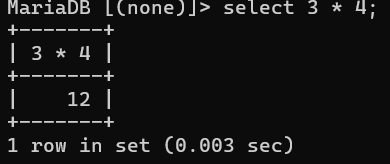 MariaDB [(none)]> select 3 * 4;
+-------+
| 3 * 4 |
+-------+
|    12 |
+-------+
1 row in set (0.003 sec)